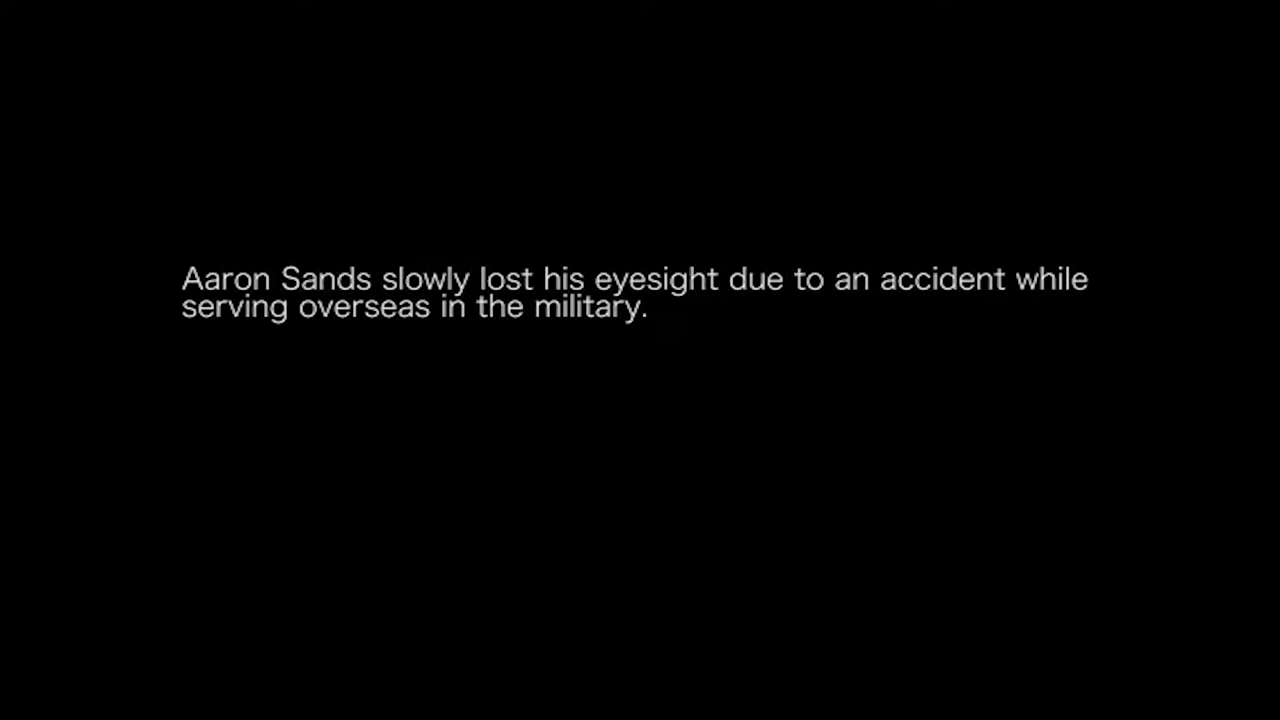 Aaron Sands slowly lost his eyesight due to an accident while
serving overseas in the military.